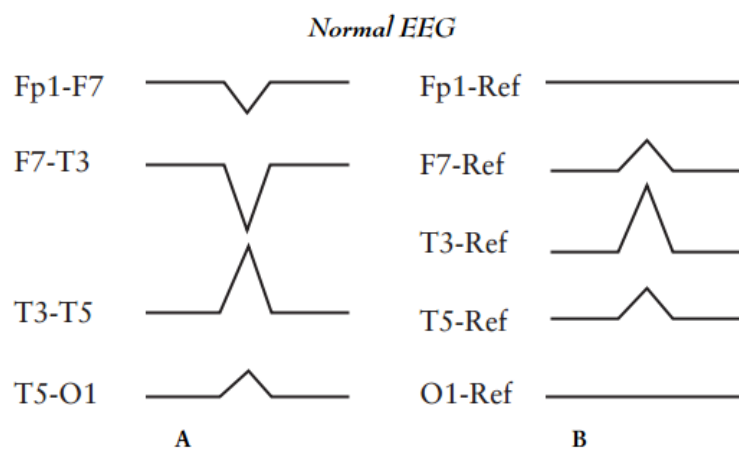 Normal EEG
Fp1-F7
F7-T3
T3-T5
T5-O1
A
Fp1-Ref
F7-Ref
T3-Ref
T5-Ref
O1-Ref
B